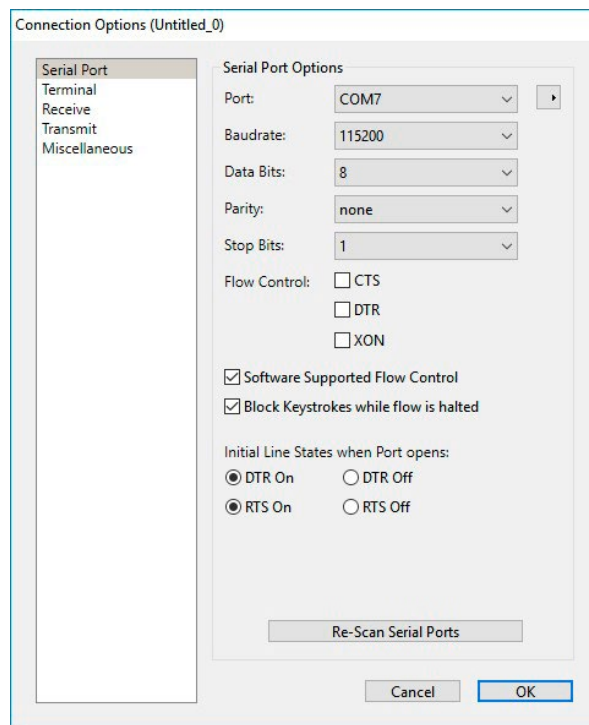 Connection Options (Untitled_0)
Serial Port
Terminal
Receive
Transmit
Miscellaneous
Serial Port Options
Port: COM7
Baudrate: 115200
Data Bits: 8
Parity: none
Stop Bits: 1
Flow Control: CTS
DTR
XON
Software Supported Flow Control
Block Keystrokes while flow is halted
Initial Line States when Port opens:
DTR On DTR Off
RTS On RTS Off
Re-Scan Serial Ports
Cancel OK